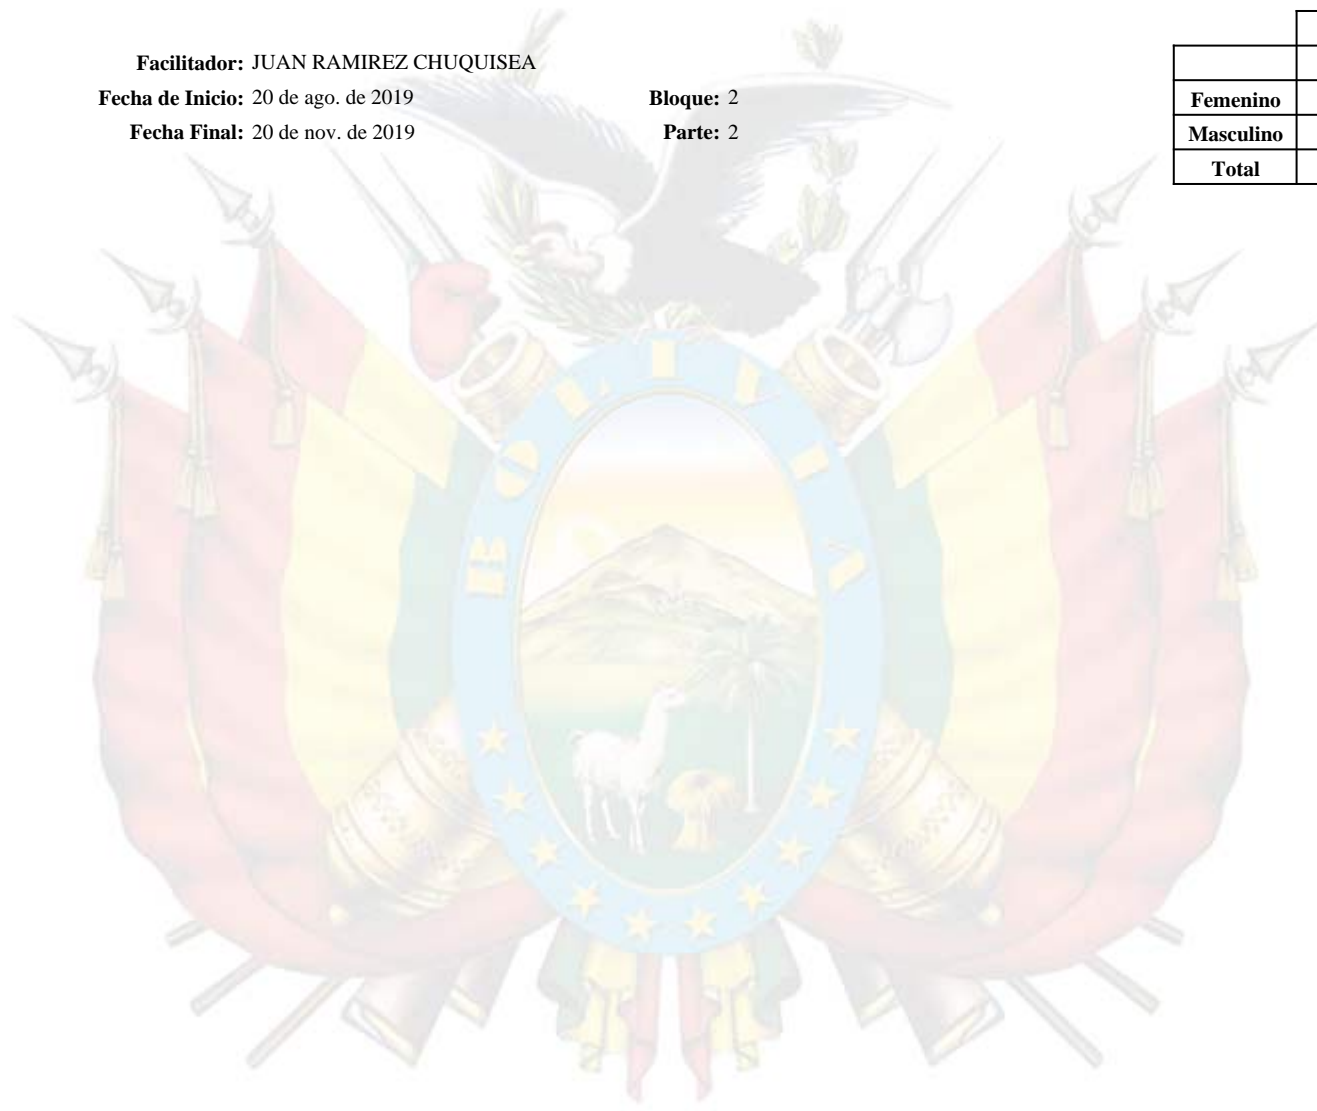 Facilitador: JUAN RAMIREZ CHUQUISEA
Fecha de Inicio: 20 de ago. de 2019 Bloque: 2
Fecha Final: 20 de nov. de 2019 Parte: 2
Femenino
Masculino
Total
BOLIVIA